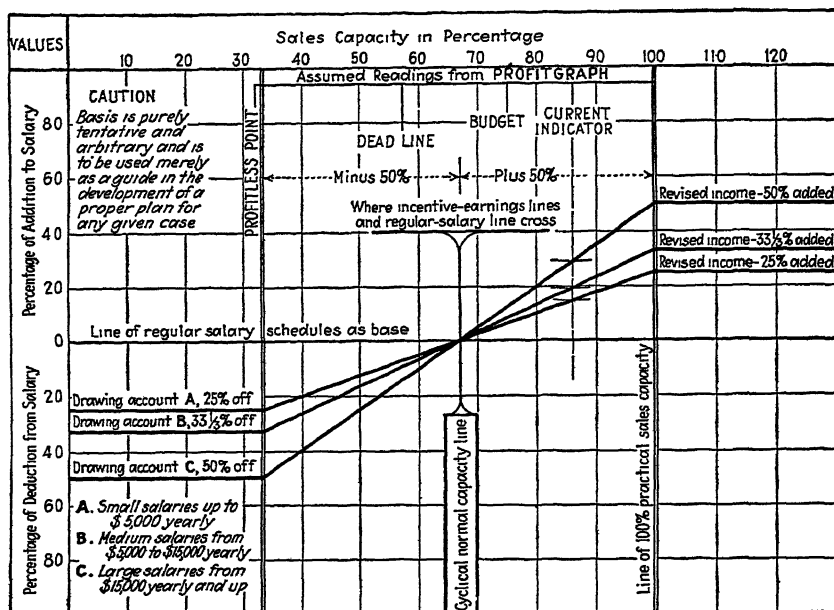 VALUES
Sales Capacity in Percentage
10 20 30 40 50 60 70 80 90 100 110 120
Assumed Readings from PROFITGRAPH
CAUTION
Basis is purely
tentative and
arbitrary and is
to be used merely
as a guide in the
development of a
proper plan for
any given case
PROFITLESS POINT
DEAD LINE
BUDGET
CURRENT
INDICATOR
Minus 50%
Plus 50%
Where incentive-earnings lines
and regular-salary line cross
Percentage of Addition to Salary
80
60
40
20
0
Revised income-50% added
Revised income-33⅓% added
Revised income-25% added
Line of regular salary schedules as base
Percentage of Deduction from Salary
20
40
60
80
Drawing account A, 25% off
Drawing account B, 33⅓% off
Drawing account C, 50% off
A. Small salaries up to
$5,000 yearly
B. Medium salaries from
$5,000 to $15,000 yearly
C. Large salaries from
$15,000 yearly and up
Cyclical normal capacity line
Line of 100% practical sales capacity